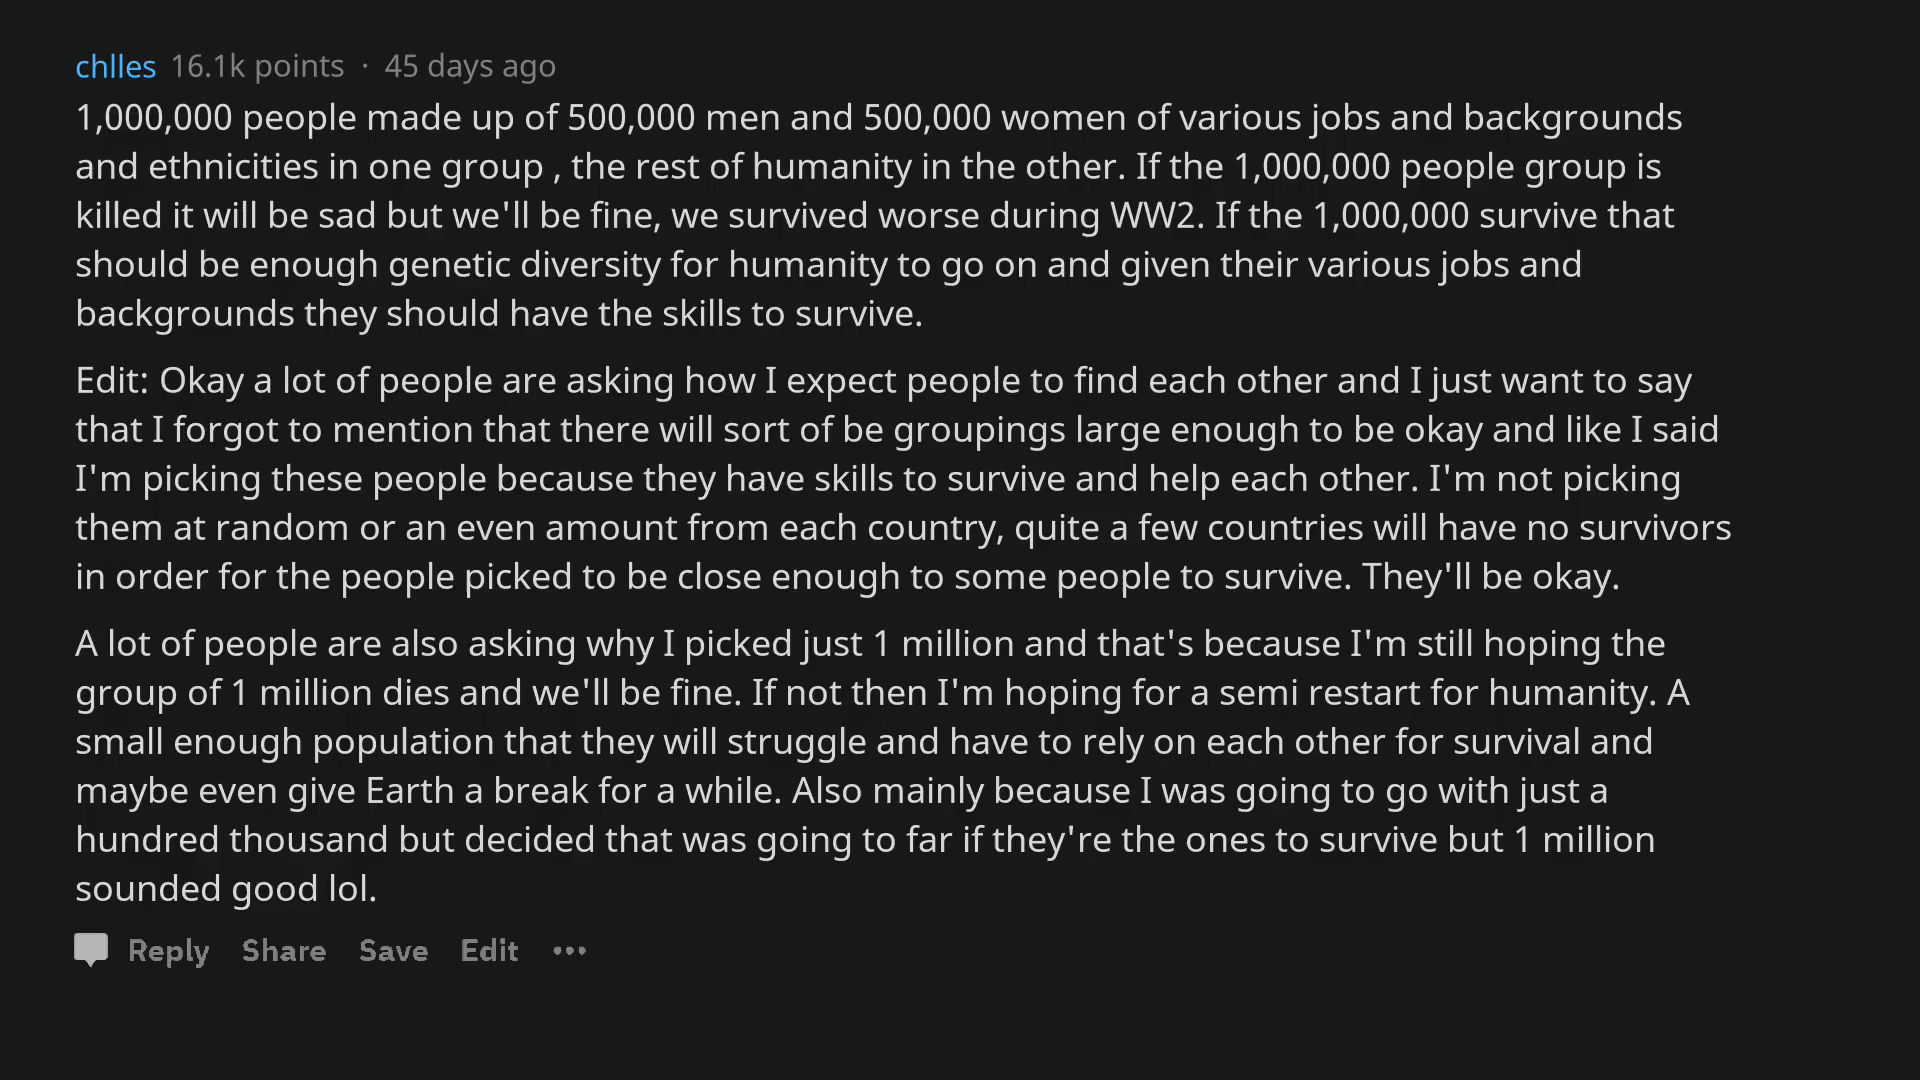 chlles 16.1k points · 45 days ago
1,000,000 people made up of 500,000 men and 500,000 women of various jobs and backgrounds
and ethnicities in one group , the rest of humanity in the other. If the 1,000,000 people group is
killed it will be sad but we'll be fine, we survived worse during WW2. If the 1,000,000 survive that
should be enough genetic diversity for humanity to go on and given their various jobs and
backgrounds they should have the skills to survive.
Edit: Okay a lot of people are asking how I expect people to find each other and I just want to say
that I forgot to mention that there will sort of be groupings large enough to be okay and like I said
I'm picking these people because they have skills to survive and help each other. I'm not picking
them at random or an even amount from each country, quite a few countries will have no survivors
in order for the people picked to be close enough to some people to survive. They'll be okay.
A lot of people are also asking why I picked just 1 million and that's because I'm still hoping the
group of 1 million dies and we'll be fine. If not then I'm hoping for a semi restart for humanity. A
small enough population that they will struggle and have to rely on each other for survival and
maybe even give Earth a break for a while. Also mainly because I was going to go with just a
hundred thousand but decided that was going to far if they're the ones to survive but 1 million
sounded good lol.
Reply Share Save Edit •••